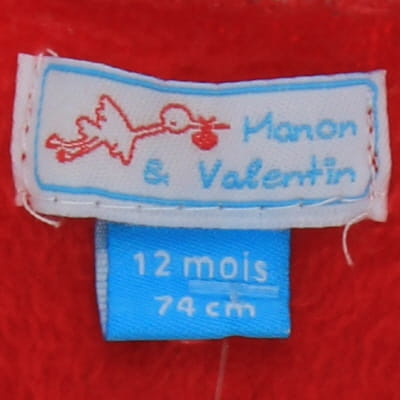 Manon
& Valentin
12 mois
74 cm